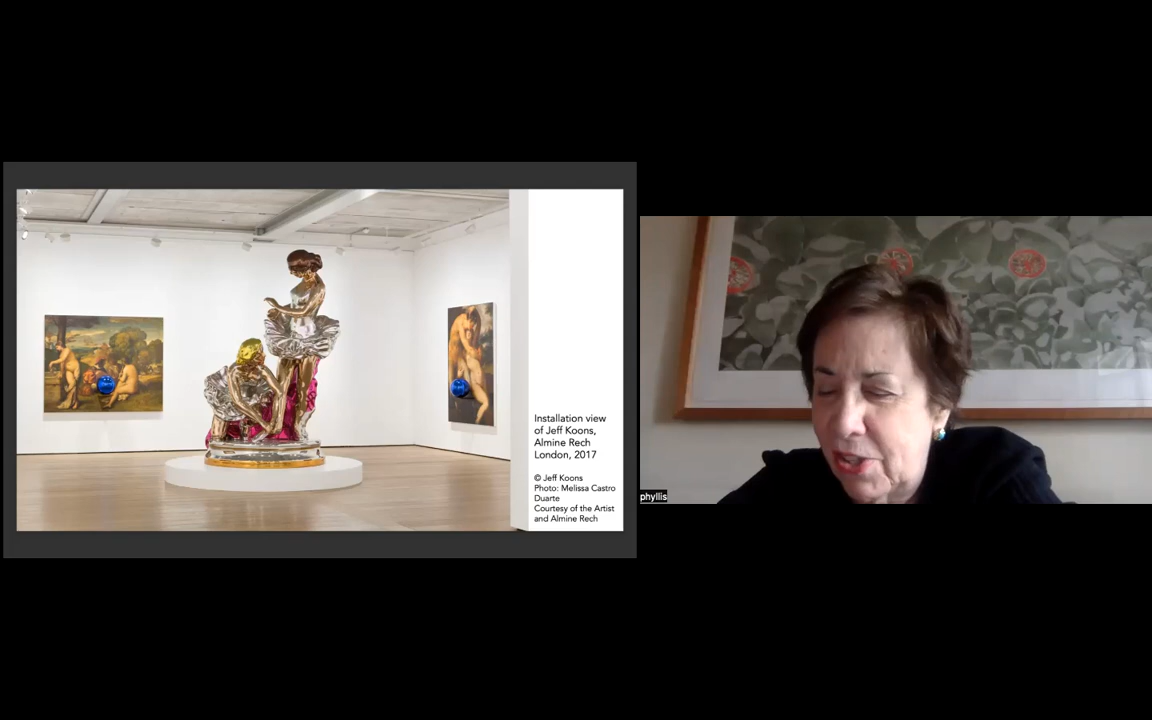 Installation view
of Jeff Koons,
Almine Rech
London, 2017
© Jeff Koons
Photo: Melissa Castro
Duarte
Courtesy of the Artist
and Almine Rech
phyllis